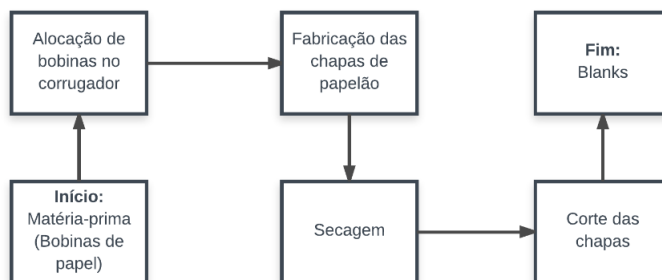 Alocação de
bobinas no
corrugador
Fabricação das
chapas de
papelão
Fim:
Blanks
Início:
Matéria-prima
(Bobinas de
papel)
Secagem
Corte das
chapas